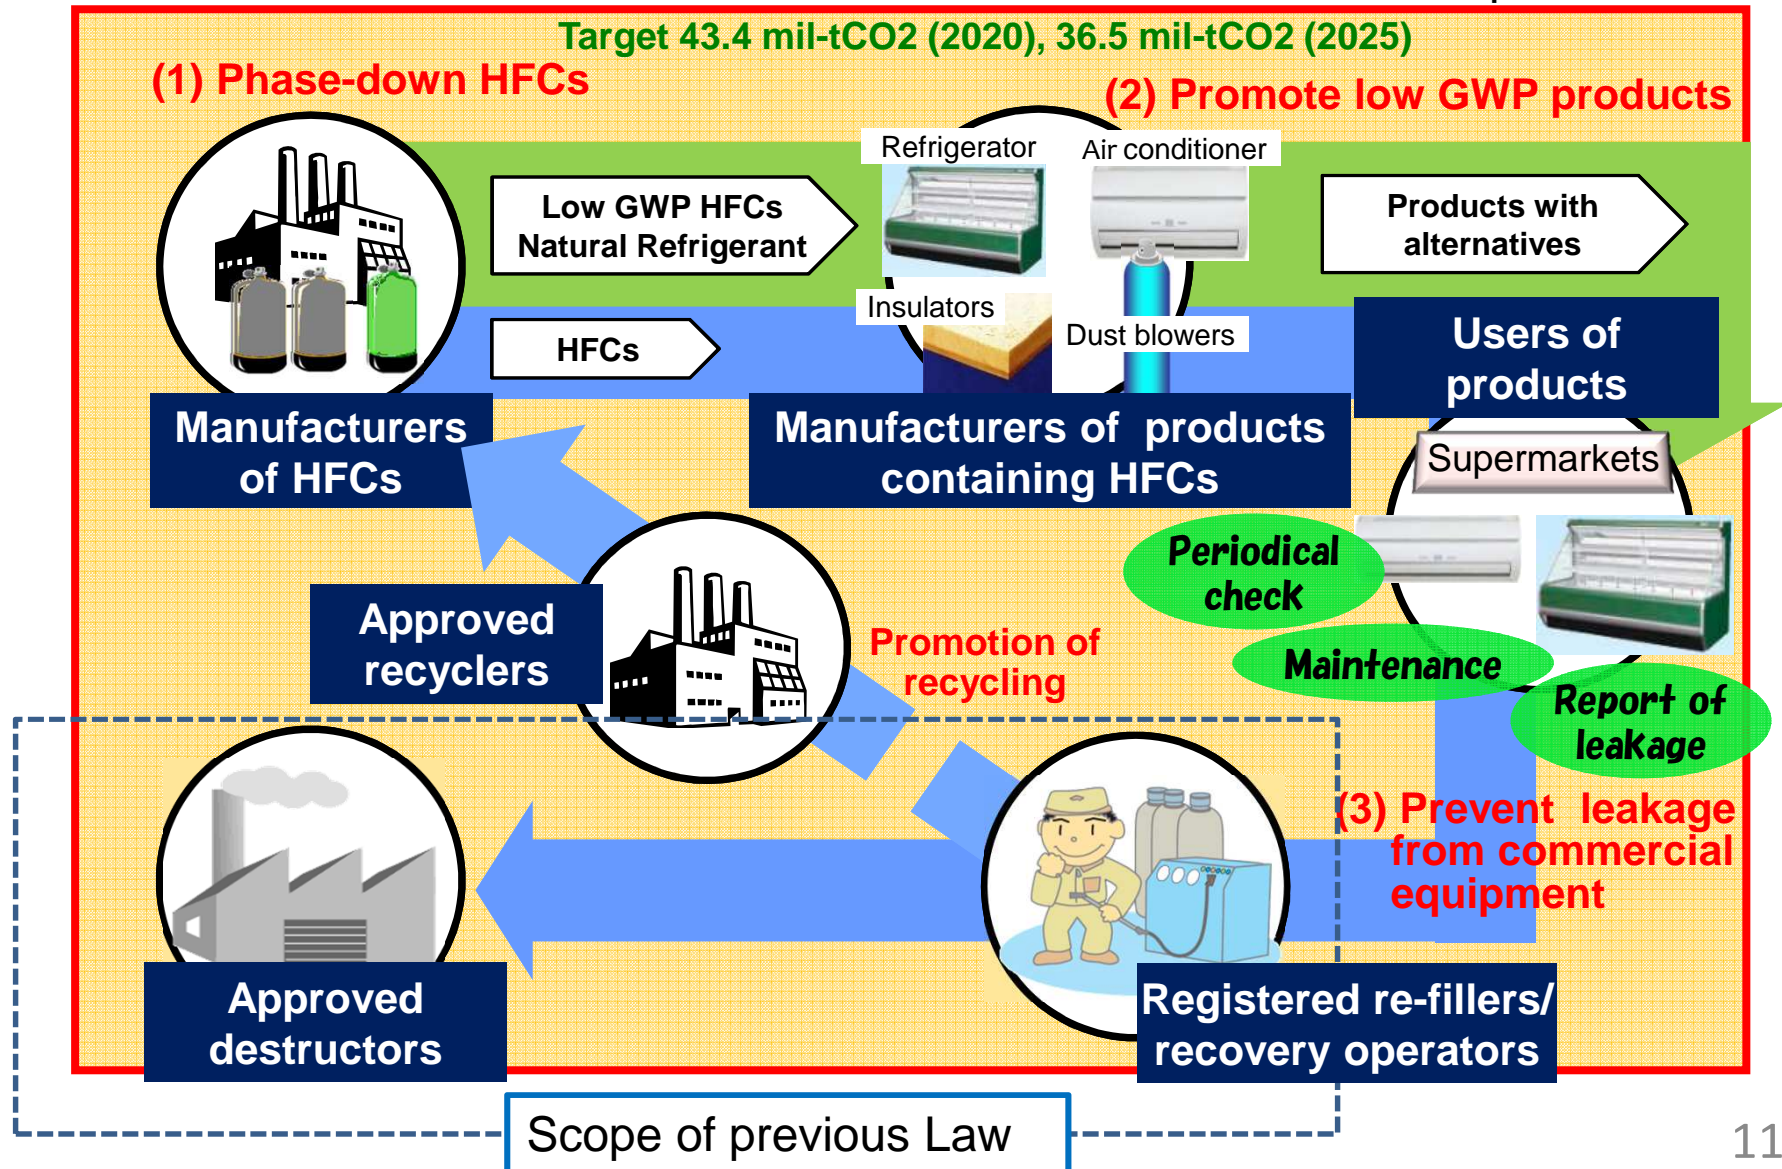 Target 43.4 mil-tCO2 (2020), 36.5 mil-tCO2 (2025)
(1) Phase-down HFCs
(2) Promote low GWP products
Refrigerator
Air conditioner
Low GWP HFCs
Natural Refrigerant
Products with
alternatives
Insulators
Dust blowers
HFCs
Users of
products
Manufacturers
of HFCs
Manufacturers of products
containing HFCs
Supermarkets
Periodical
check
Approved
recyclers
Promotion of
recycling
Maintenance
Report of
leakage
(3) Prevent leakage
from commercial
equipment
Approved
destructors
Registered re-fillers/
recovery operators
Scope of previous Law
11